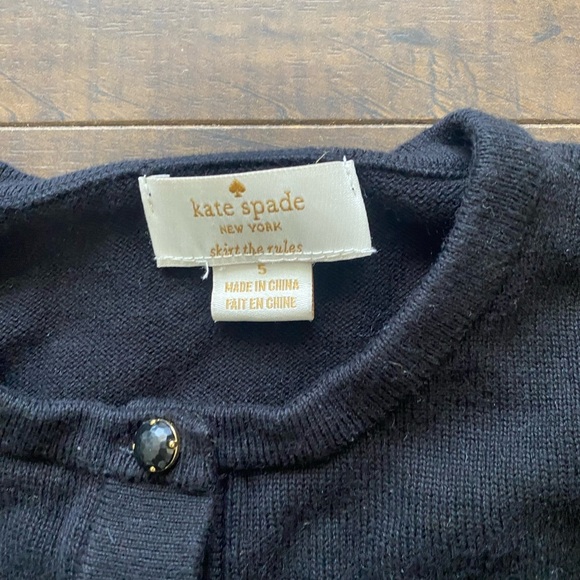 kate spade
NEW YORK
skirt the rules
5
MADE IN CHINA
FAIT EN CHINE